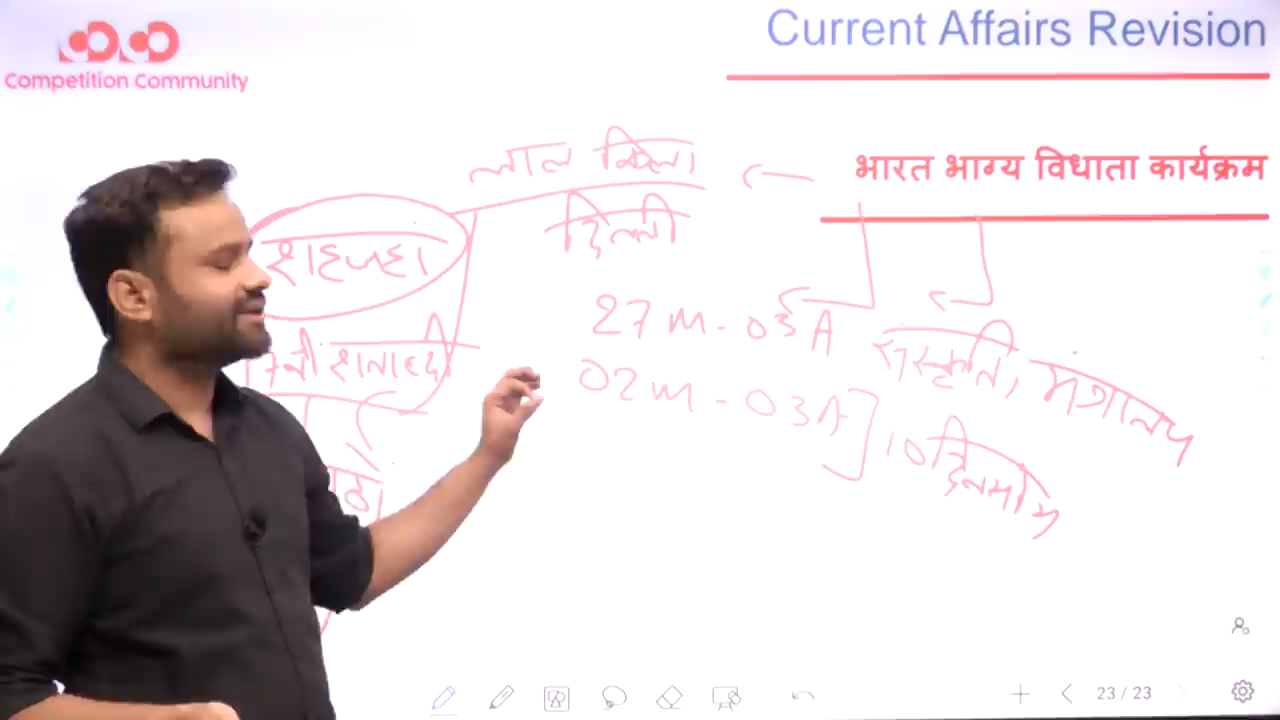 Current Affairs Revision
Competition Community
भारत भाग्य विधाता कार्यक्रम
लाल किला
दिल्ली
शाहजहा
27 M - 03 A
17 वी शताब्दी
02 M - 03 A
संस्कृति, मंत्रालय
10 दिवसीय
23 / 23